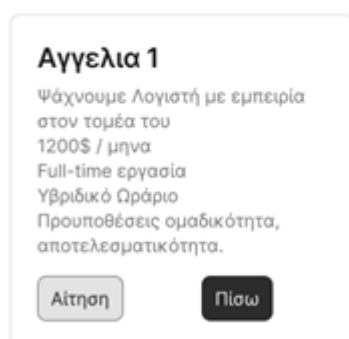 Αγγελια 1
Ψάχνουμε Λογιστή με εμπειρία
στον τομέα του
1200$ / μηνα
Full-time εργασία
Υβριδικό Ωράριο
Προυποθέσεις ομαδικότητα,
αποτελεσματικότητα.
Αίτηση
Πίσω